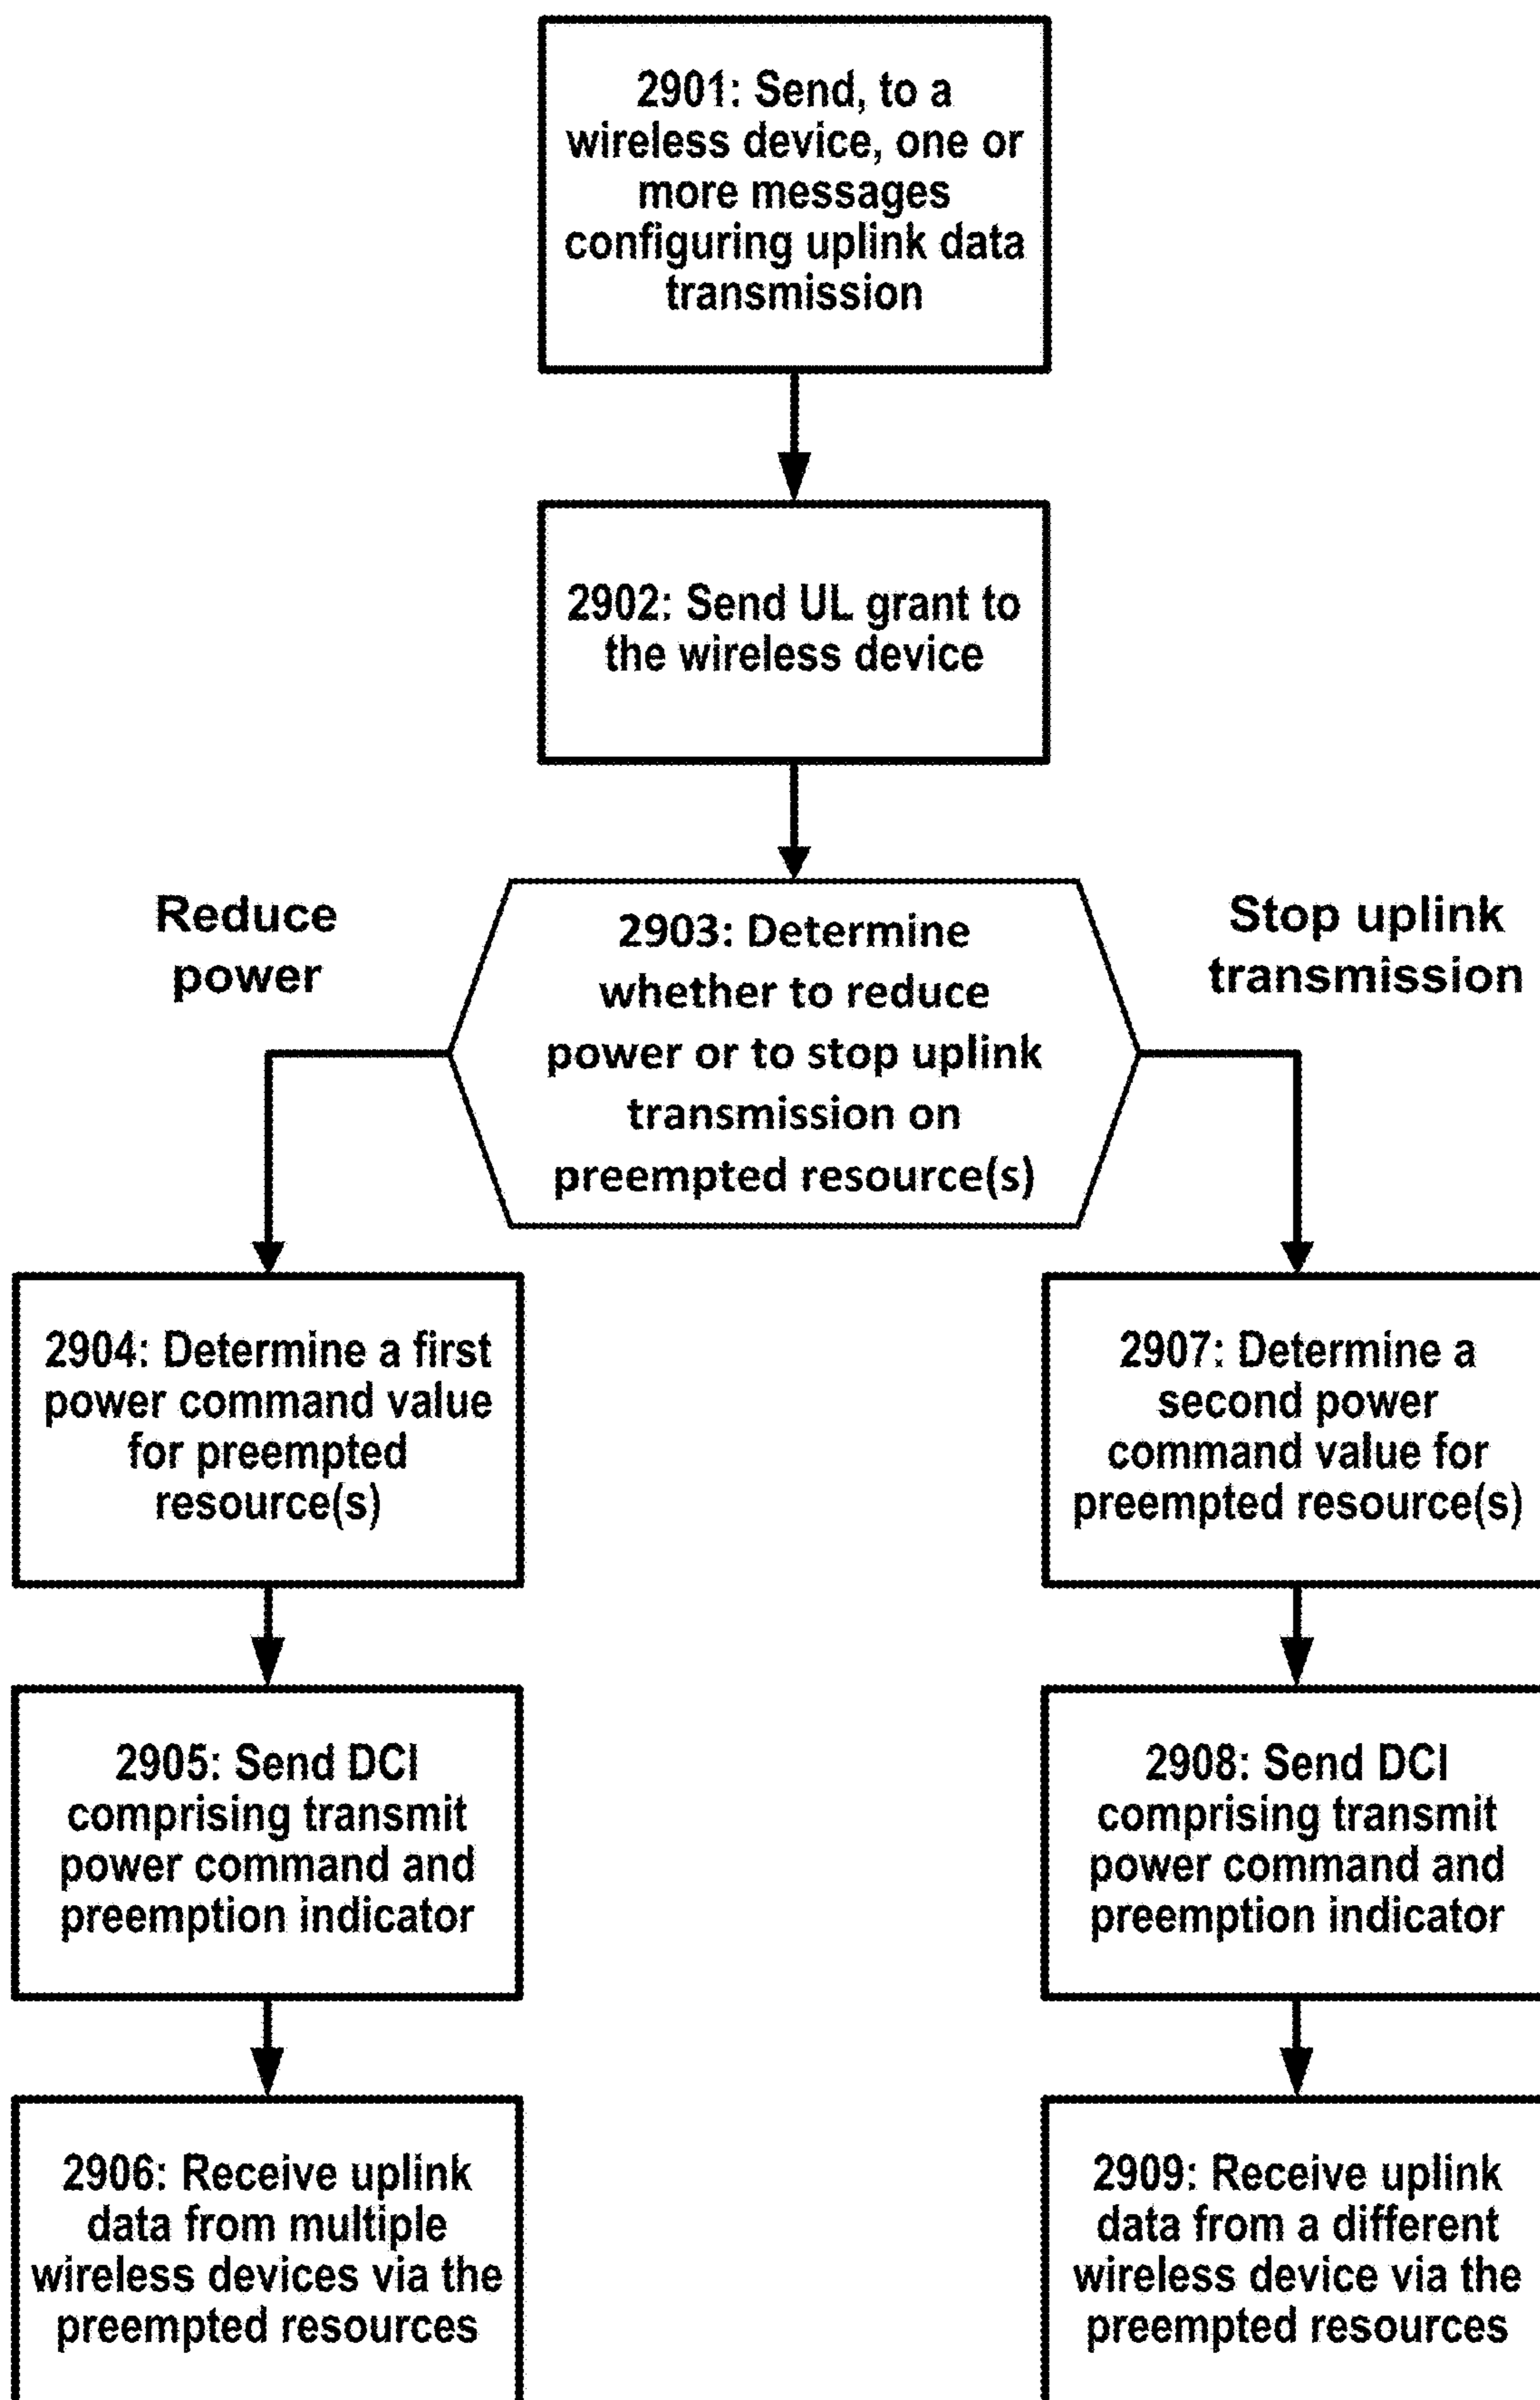 2901: Send, to a
wireless device, one or
more messages
configuring uplink data
transmission
2902: Send UL grant to
the wireless device
Reduce
power
2903: Determine
whether to reduce
power or to stop uplink
transmission on
preempted resource(s)
Stop uplink
transmission
2904: Determine a first
power command value
for preempted
resource(s)
2905: Send DCI
comprising transmit
power command and
preemption indicator
2906: Receive uplink
data from multiple
wireless devices via the
preempted resources
2907: Determine a
second power
command value for
preempted resource(s)
2908: Send DCI
comprising transmit
power command and
preemption indicator
2909: Receive uplink
data from a different
wireless device via the
preempted resources